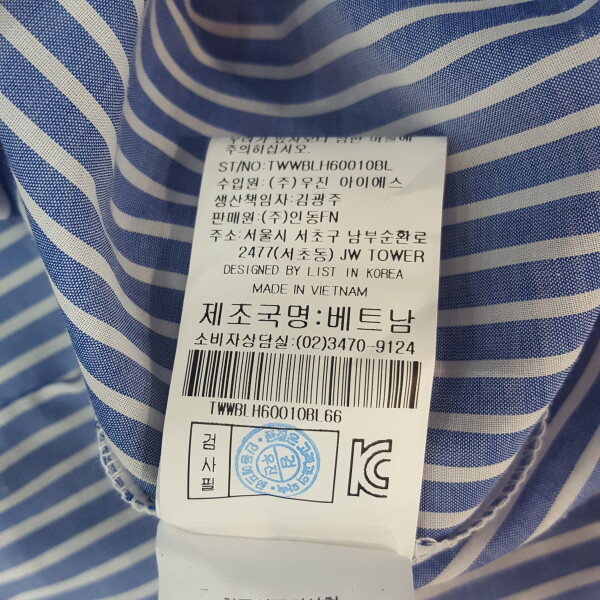 주의하십시오.
ST/NO:TWWBLH60010BL
수입원:(주)우진 아이에스
생산책임자:김광주
판매원:(주)인동FN
주소:서울시 서초구 남부순환로
2477(서초동) JW TOWER
DESIGNED BY LIST IN KOREA
MADE IN VIETNAM
제조국명:베트남
소비자상담실:(02)3470-9124
TWWBLH60010BL66
검사필
KC